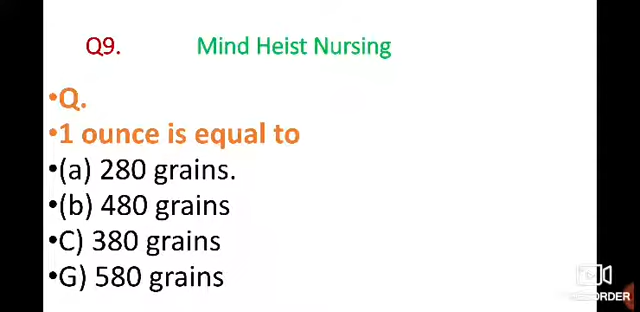 Q9. Mind Heist Nursing
•Q.
•1 ounce is equal to
•(a) 280 grains.
•(b) 480 grains
•C) 380 grains
•G) 580 grains